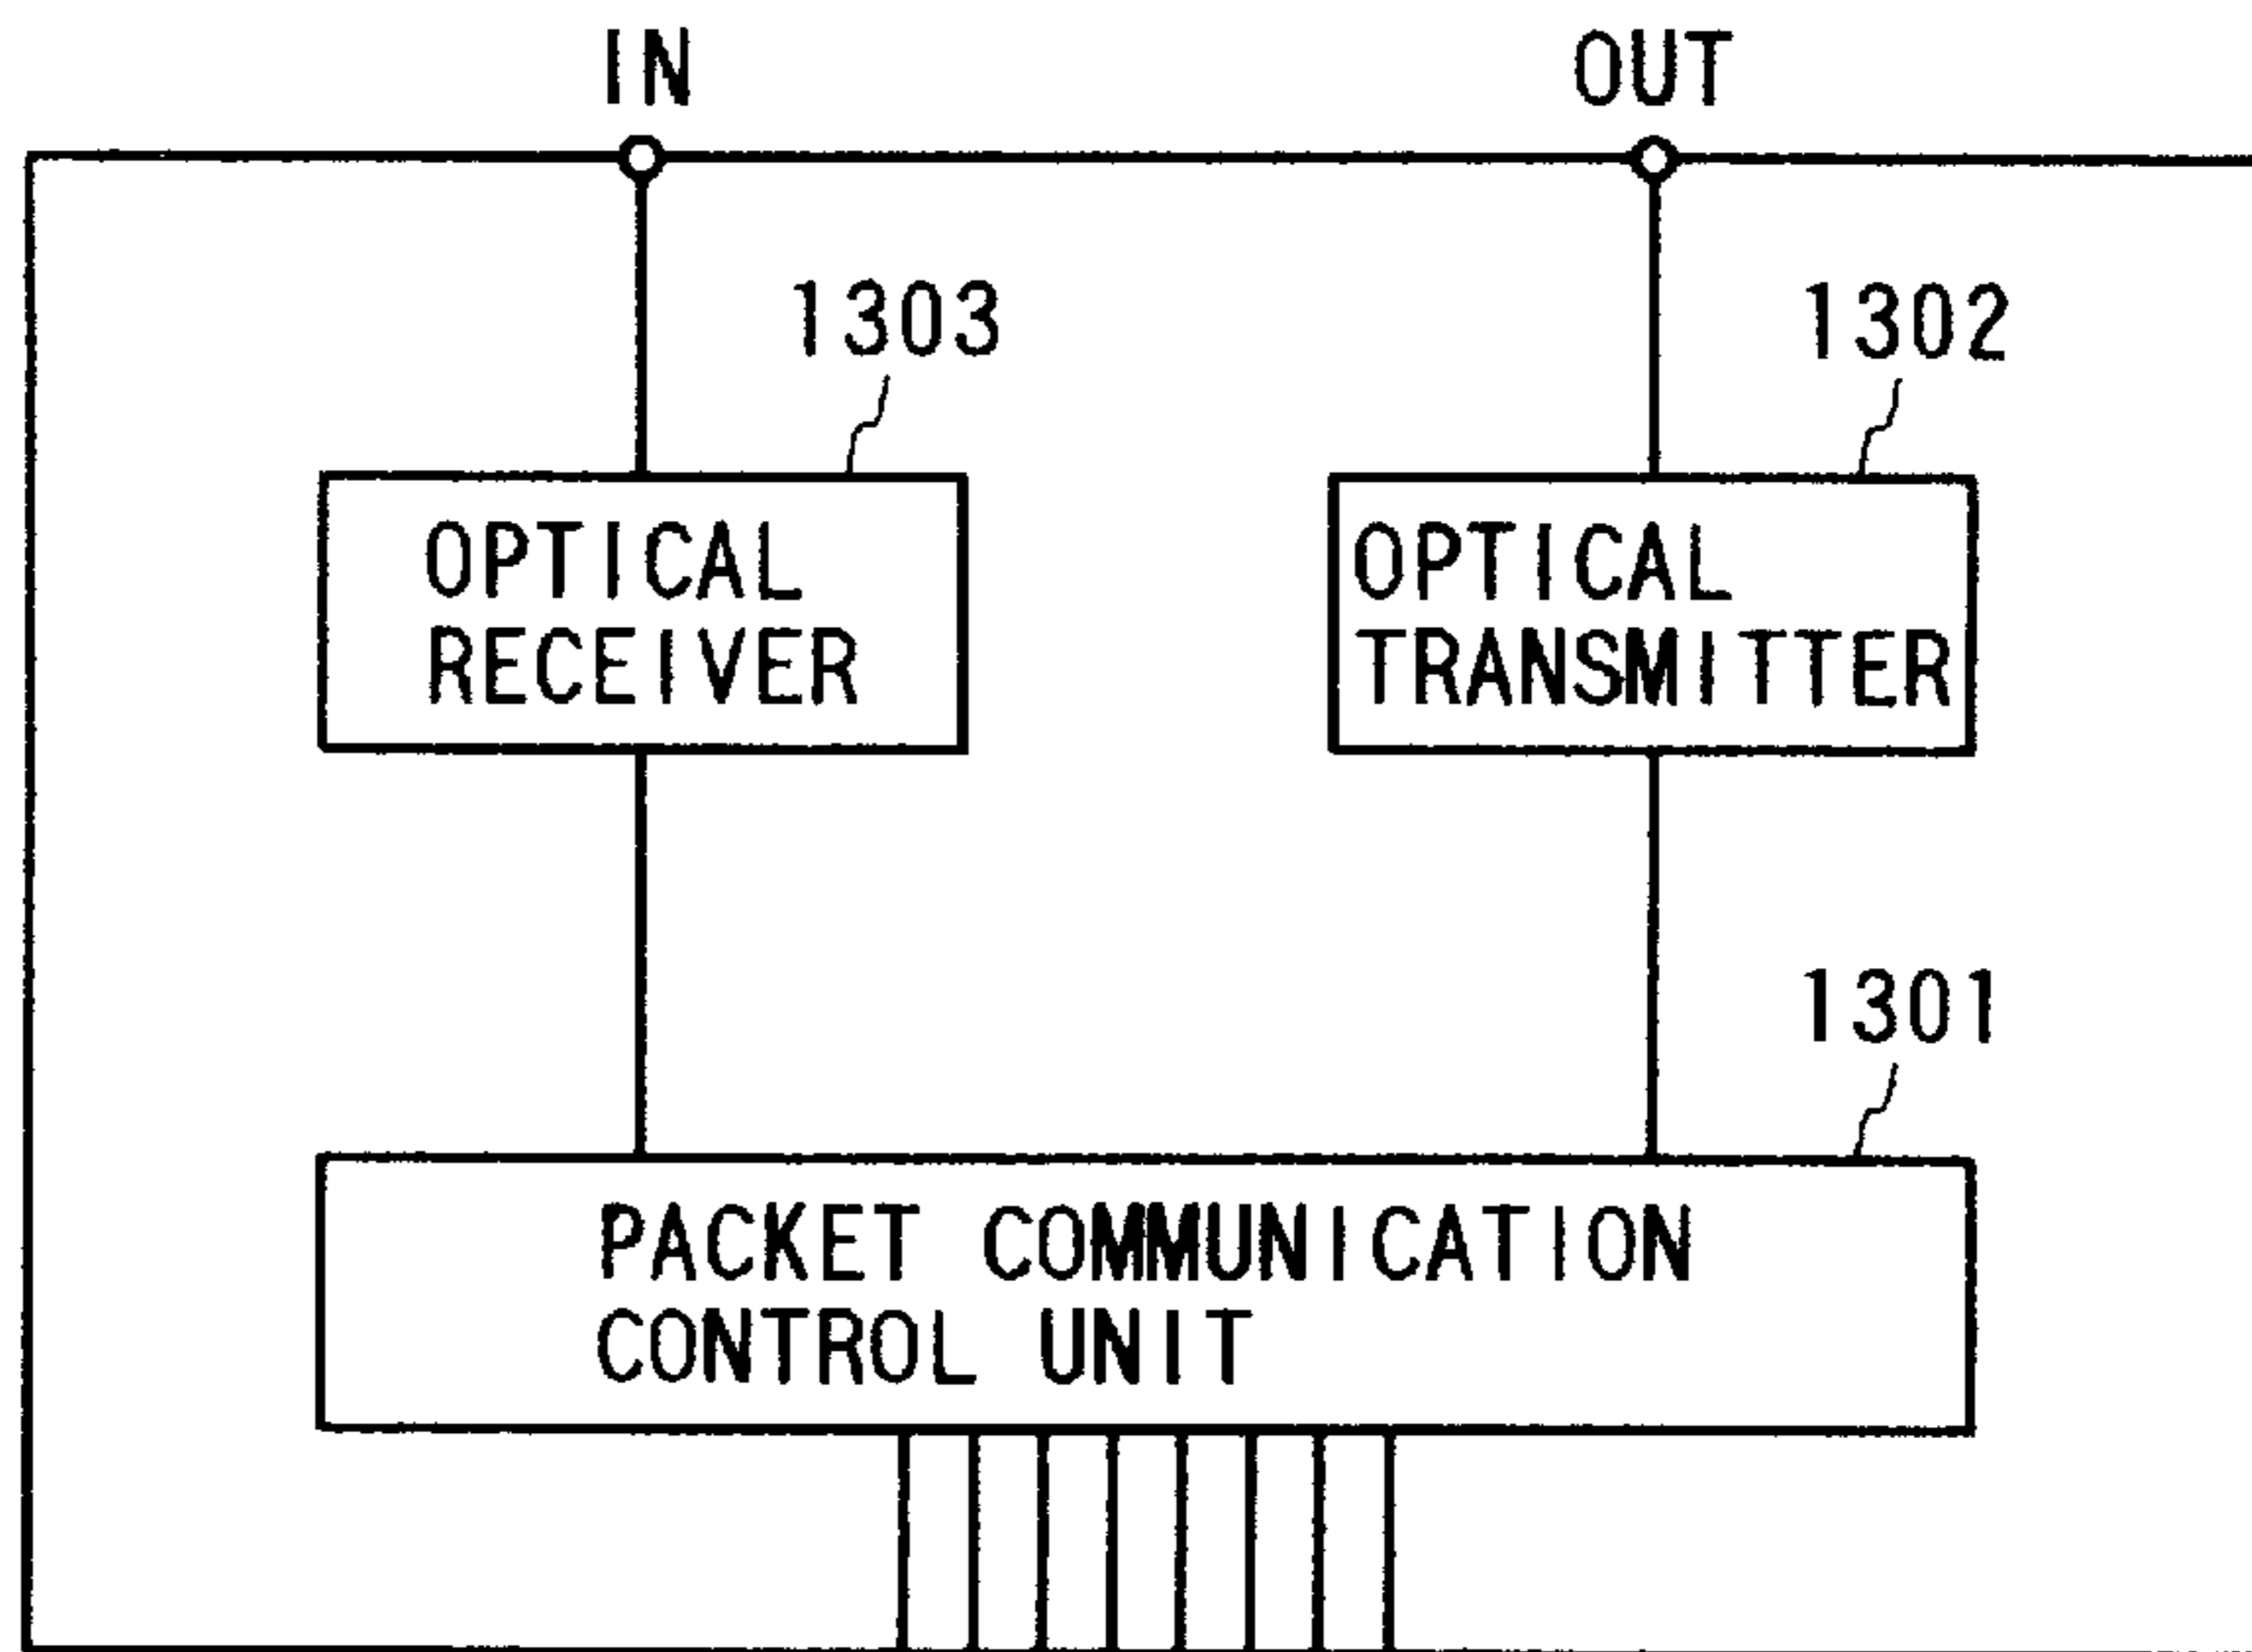 IN
OUT
1303
1302
OPTICAL
RECEIVER
OPTICAL
TRANSMITTER
1301
PACKET COMMUNICATION
CONTROL UNIT